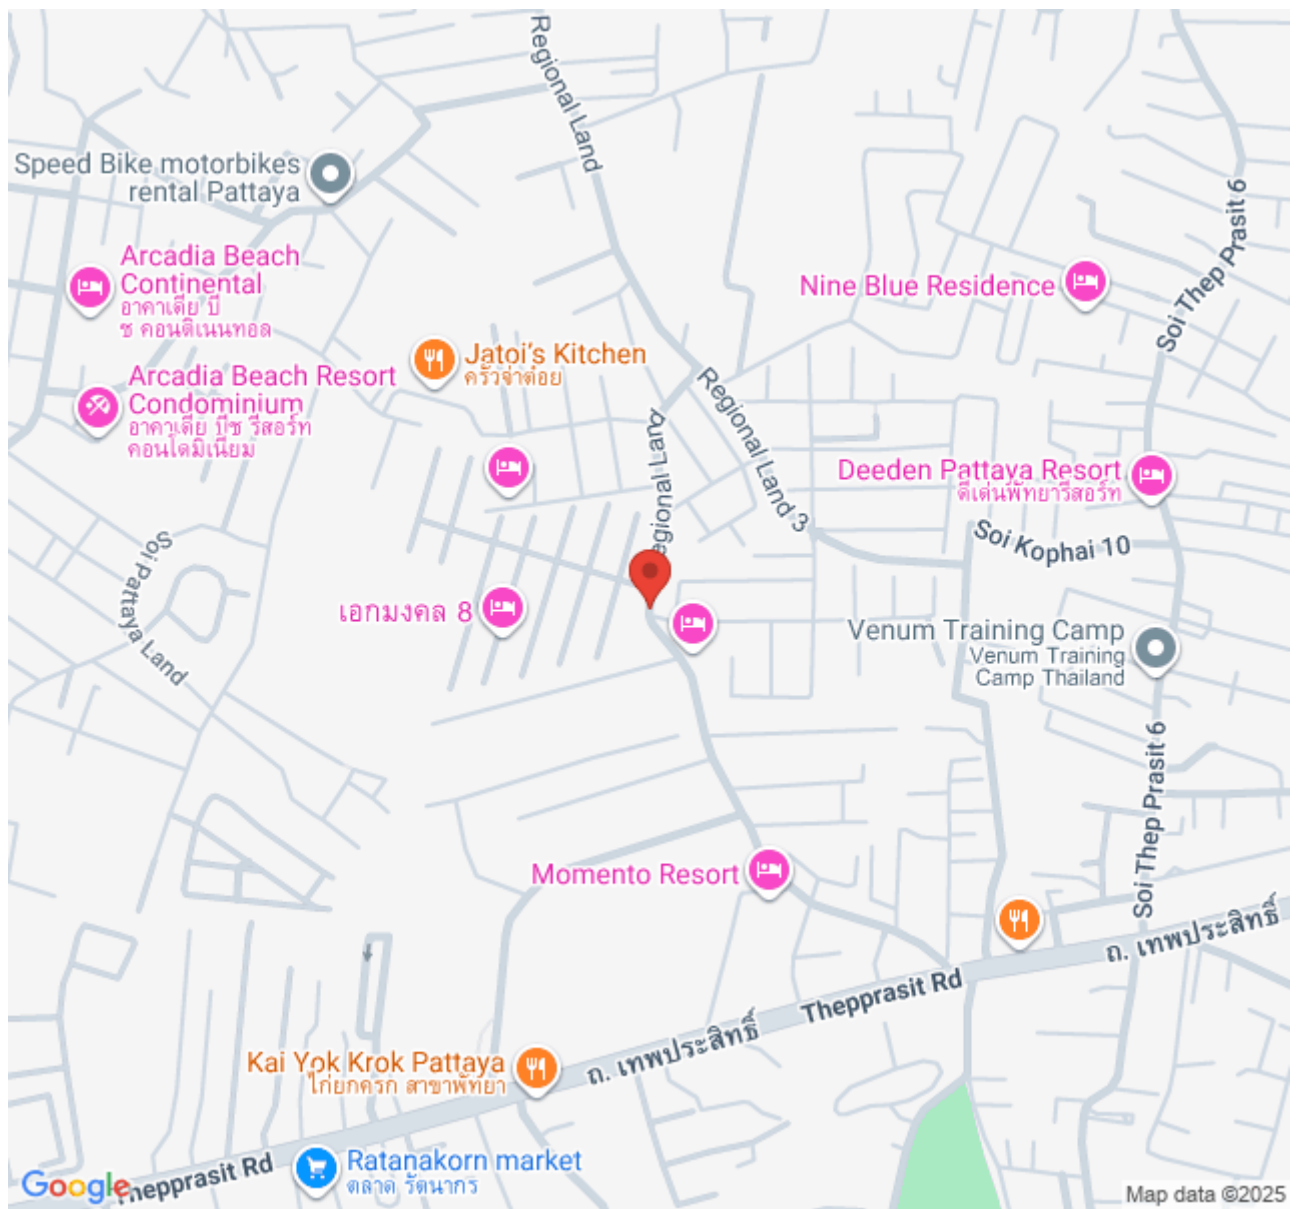 Regional Land
Speed Bike motorbikes
rental Pattaya
Soi Thep Prasit 6
Arcadia Beach
Continental
อาคาเดีย บี
ช คอนติเนนทอล
Nine Blue Residence
Jatoi's Kitchen
ครัวจ่าต๋อย
Arcadia Beach Resort
Condominium
อาคาเดีย บีช รีสอร์ท
คอนโดมิเนียม
Regional Land
Regional Land 3
Deeden Pattaya Resort
ดีเด่นพัทยารีสอร์ท
Soi Kophai 10
Soi Pattaya Land
เอกมงคล 8
Venum Training Camp
Venum Training
Camp Thailand
Soi Thep Prasit 6
Momento Resort
ถ. เทพประสิทธิ์
Thepprasit Rd
ถ. เทพประสิทธิ์
Kai Yok Krok Pattaya
ไก่ยกครก สาขาพัทยา
Ratanakorn market
ตลาด รัตนากร
Thepprasit Rd
Google
Map data ©2025